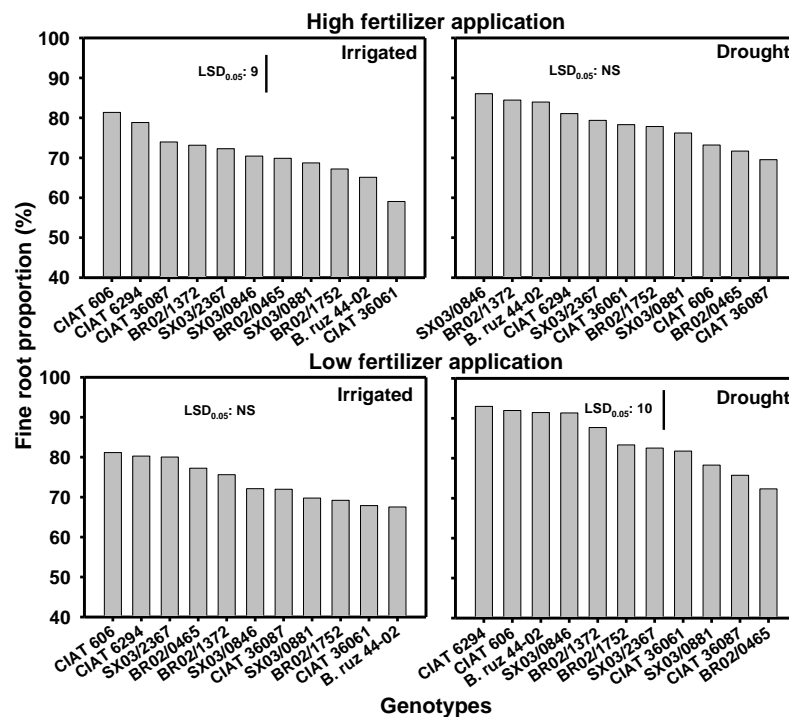 High fertilizer application
Irrigated
LSD0.05: 9
Drought
LSD0.05: NS
100
90
80
70
60
50
40
CIAT 606
CIAT 6294
CIAT 36087
BR02/1372
SX03/2367
SX03/0846
BR02/0465
SX03/0881
BR02/1752
B. ruz 44-02
CIAT 36061
SX03/0846
BR02/1372
B. ruz 44-02
CIAT 6294
SX03/2367
CIAT 36061
BR02/1752
SX03/0881
CIAT 606
BR02/0465
CIAT 36087
Fine root proportion (%)
Low fertilizer application
Irrigated
LSD0.05: NS
Drought
LSD0.05: 10
100
90
80
70
60
50
40
CIAT 606
CIAT 6294
SX03/2367
BR02/0465
BR02/1372
SX03/0846
CIAT 36087
SX03/0881
BR02/1752
CIAT 36061
B. ruz 44-02
CIAT 6294
CIAT 606
B. ruz 44-02
SX03/0846
BR02/1372
BR02/1752
SX03/2367
CIAT 36061
SX03/0881
CIAT 36087
BR02/0465
Genotypes